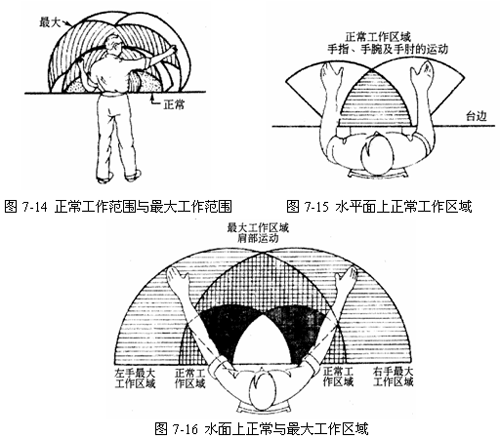 最大
正常
图 7-14 正常工作范围与最大工作范围
正常工作区域
手指、手腕及手肘的运动
台边
图 7-15 水平面上正常工作区域
最大工作区域
肩部运动
左手最大
工作区域
正常工
作区域
正常工
作区域
右手最大
工作区域
图 7-16 水面上正常与最大工作区域